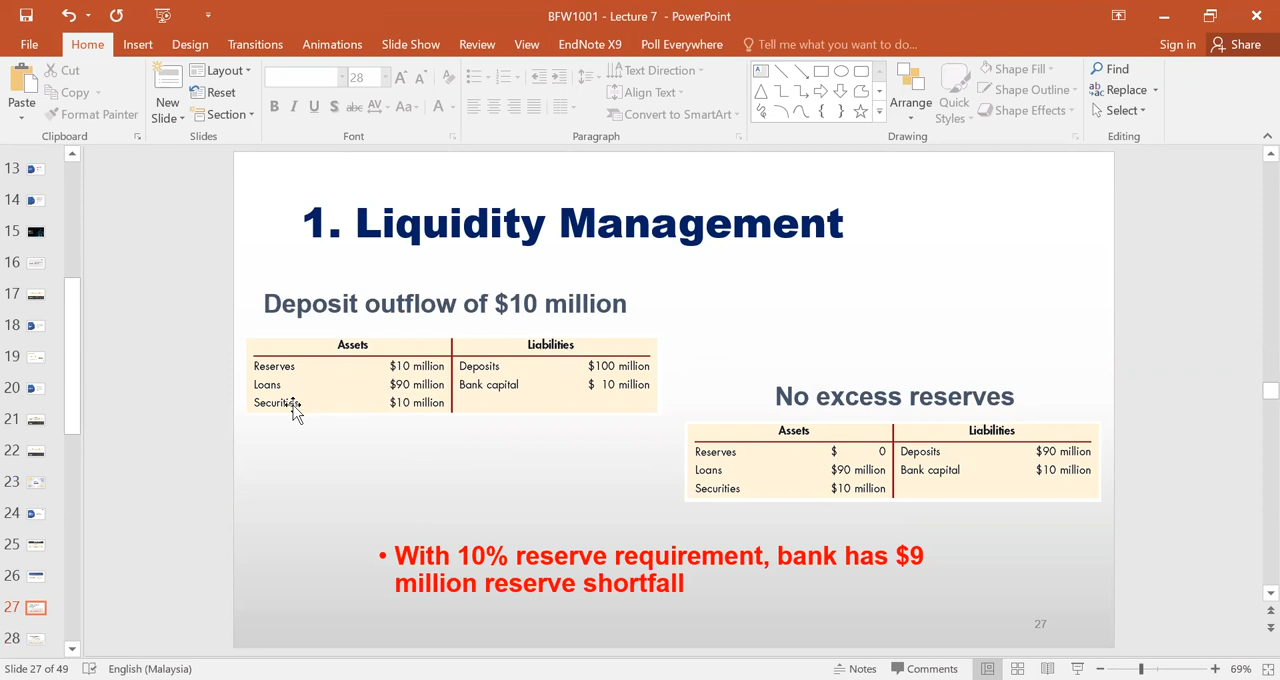 BFW1001 - Lecture 7 - PowerPoint
File Home Insert Design Transitions Animations Slide Show Review View EndNote X9 Poll Everywhere Tell me what you want to do... Sign in Share
Paste
Cut
Copy
Format Painter
Clipboard
New Slide
Layout
Reset
Section
Slides
28
B I U S abc AV Aa A
Font
Text Direction
Align Text
Convert to SmartArt
Paragraph
Arrange
Quick Styles
Shape Fill
Shape Outline
Shape Effects
Drawing
Find
Replace
Select
Editing
13
14
15
16
17
18
19
20
21
22
23
24
25
26
27
28
1. Liquidity Management
Deposit outflow of $10 million
Assets Liabilities
Reserves $10 million Deposits $100 million
Loans $90 million Bank capital $ 10 million
Securities $10 million
No excess reserves
Assets Liabilities
Reserves $ 0 Deposits $90 million
Loans $90 million Bank capital $10 million
Securities $10 million
• With 10% reserve requirement, bank has $9
million reserve shortfall
27
Slide 27 of 49 English (Malaysia) Notes Comments 69%